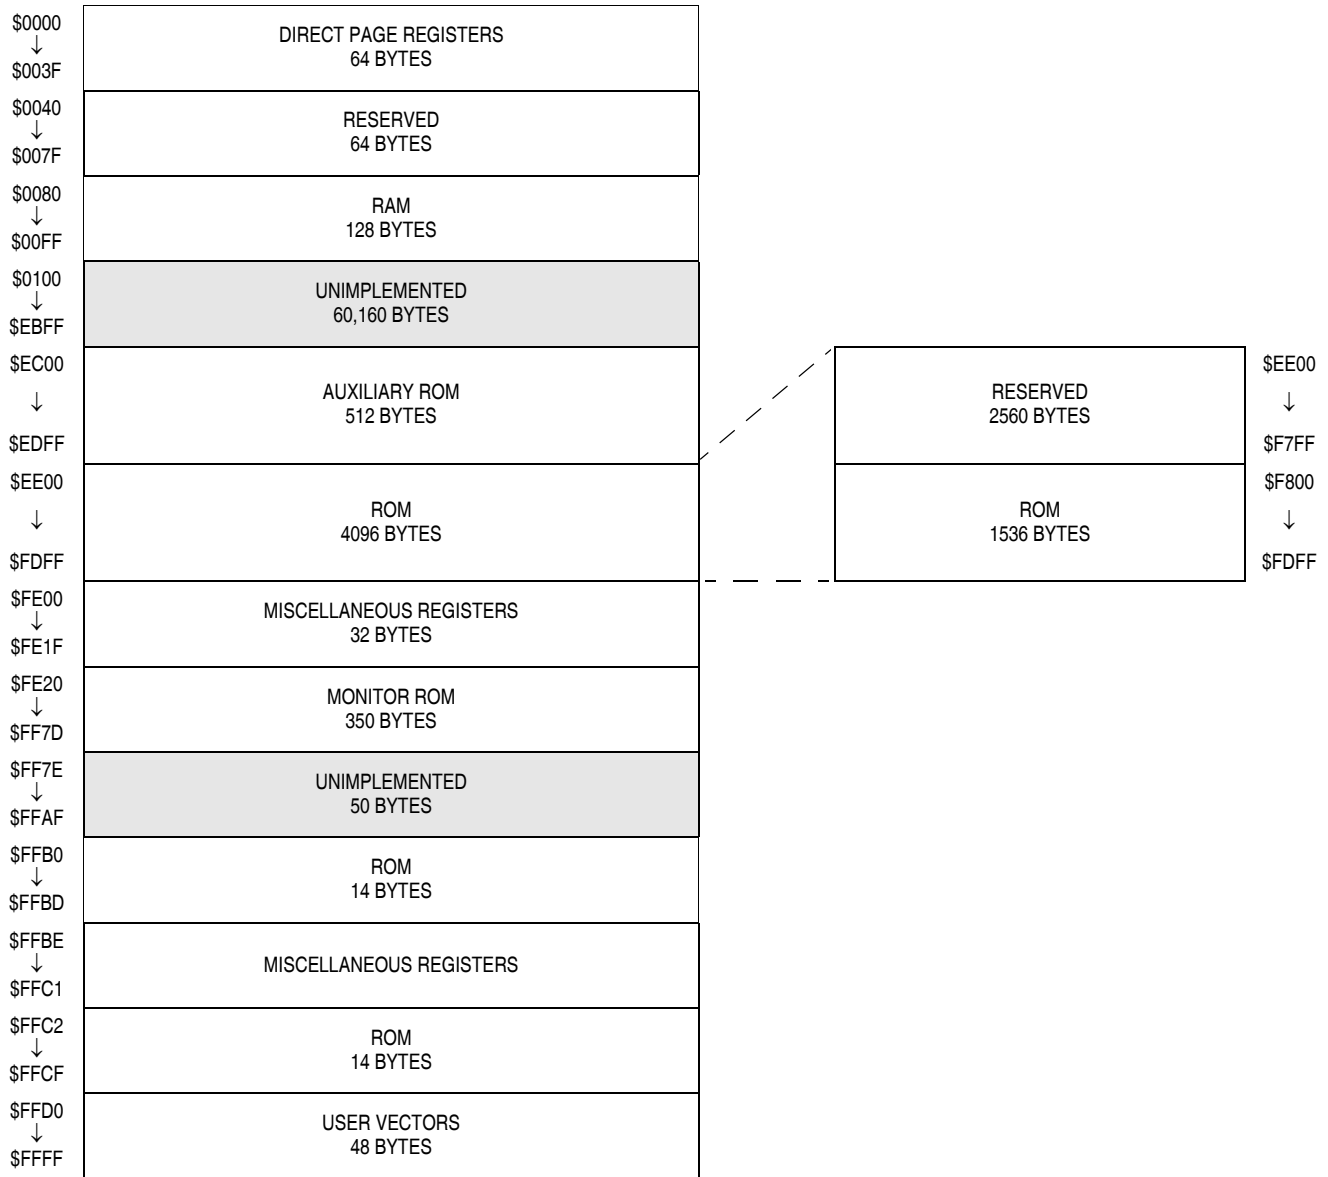 $0000
↓
$003F
DIRECT PAGE REGISTERS
64 BYTES
$0040
↓
$007F
RESERVED
64 BYTES
$0080
↓
$00FF
RAM
128 BYTES
$0100
↓
$EBFF
UNIMPLEMENTED
60,160 BYTES
$EC00
↓
$EDFF
AUXILIARY ROM
512 BYTES
$EE00
↓
$FDFF
ROM
4096 BYTES
RESERVED
2560 BYTES
$EE00
↓
$F7FF
ROM
1536 BYTES
$F800
↓
$FDFF
$FE00
↓
$FE1F
MISCELLANEOUS REGISTERS
32 BYTES
$FE20
↓
$FF7D
MONITOR ROM
350 BYTES
$FF7E
↓
$FFAF
UNIMPLEMENTED
50 BYTES
$FFB0
↓
$FFBD
ROM
14 BYTES
$FFBE
↓
$FFC1
MISCELLANEOUS REGISTERS
$FFC2
↓
$FFCF
ROM
14 BYTES
$FFD0
↓
$FFFF
USER VECTORS
48 BYTES